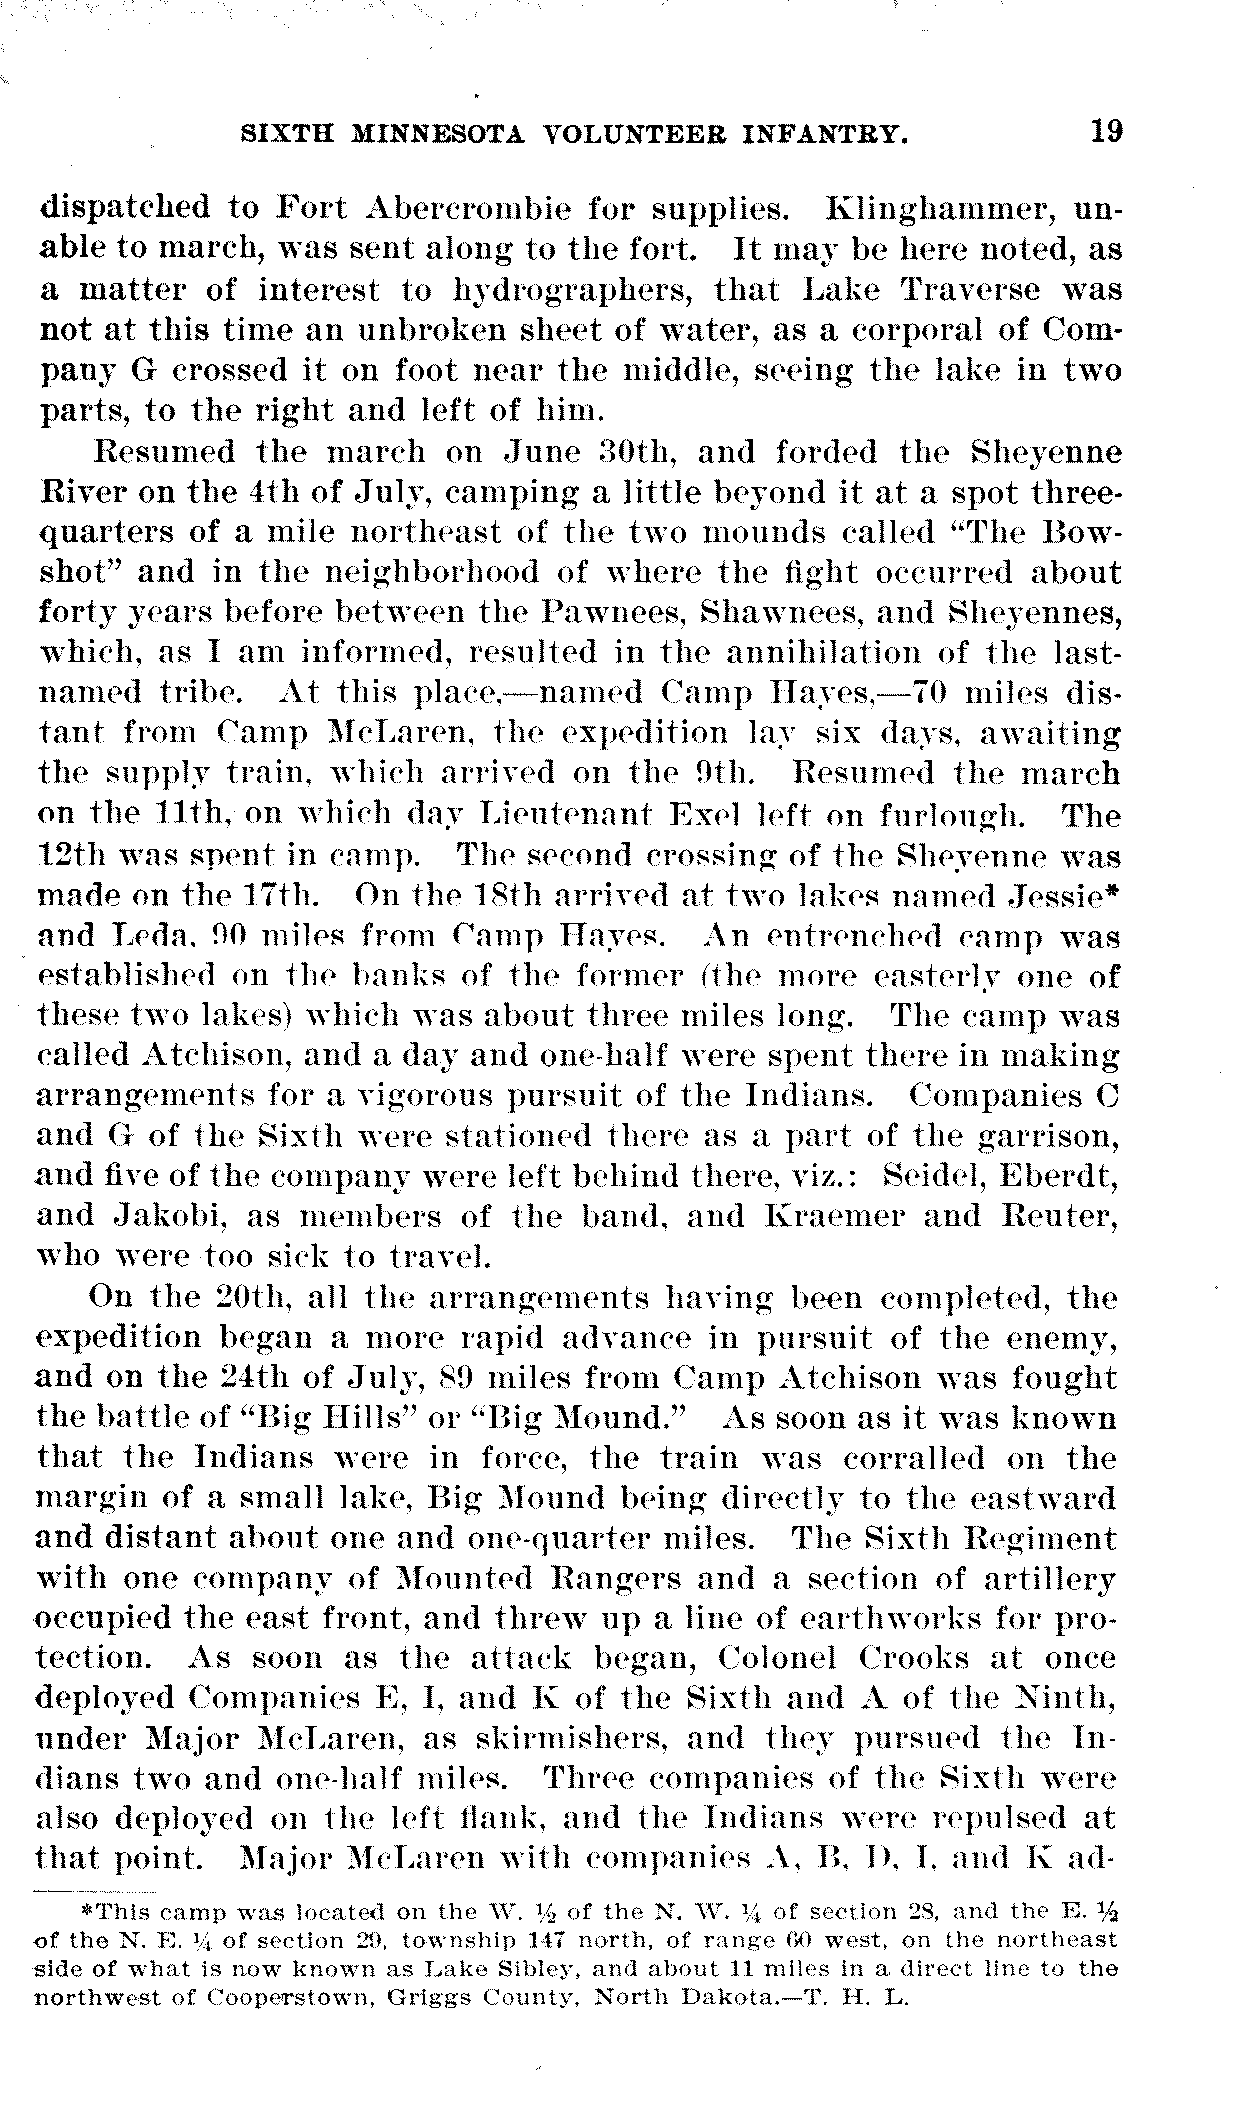 SIXTH MINNESOTA VOLUNTEER INFANTRY. 19
dispatched to Fort Abercrombie for supplies. Klinghammer, un-
able to march, was sent along to the fort. It may be here noted, as
a matter of interest to hydrographers, that Lake Traverse was
not at this time an unbroken sheet of water, as a corporal of Com-
pany G crossed it on foot near the middle, seeing the lake in two
parts, to the right and left of him.
Resumed the march on June 30th, and forded the Sheyenne
River on the 4th of July, camping a little beyond it at a spot three-
quarters of a mile northeast of the two mounds called "The Bow-
shot" and in the neighborhood of where the fight occurred about
forty years before between the Pawnees, Shawnees, and Sheyennes,
which, as I am informed, resulted in the annihilation of the last-
named tribe. At this place,—named Camp Hayes,—70 miles dis-
tant from Camp McLaren, the expedition lay six days, awaiting
the supply train, which arrived on the 9th. Resumed the march
on the 11th, on which day Lieutenant Exel left on furlough. The
12th was spent in camp. The second crossing of the Sheyenne was
made on the 17th. On the 18th arrived at two lakes named Jessie*
and Leda, 90 miles from Camp Hayes. An entrenched camp was
established on the banks of the former (the more easterly one of
these two lakes) which was about three miles long. The camp was
called Atchison, and a day and one-half were spent there in making
arrangements for a vigorous pursuit of the Indians. Companies C
and G of the Sixth were stationed there as a part of the garrison,
and five of the company were left behind there, viz.: Seidel, Eberdt,
and Jakobi, as members of the band, and Kraemer and Reuter,
who were too sick to travel.
On the 20th, all the arrangements having been completed, the
expedition began a more rapid advance in pursuit of the enemy,
and on the 24th of July, 89 miles from Camp Atchison was fought
the battle of "Big Hills" or "Big Mound." As soon as it was known
that the Indians were in force, the train was corralled on the
margin of a small lake, Big Mound being directly to the eastward
and distant about one and one-quarter miles. The Sixth Regiment
with one company of Mounted Rangers and a section of artillery
occupied the east front, and threw up a line of earthworks for pro-
tection. As soon as the attack began, Colonel Crooks at once
deployed Companies E, I, and K of the Sixth and A of the Ninth,
under Major McLaren, as skirmishers, and they pursued the In-
dians two and one-half miles. Three companies of the Sixth were
also deployed on the left flank, and the Indians were repulsed at
that point. Major McLaren with companies A, B, D, I, and K ad-
*This camp was located on the W. ½ of the N. W. ¼ of section 28, and the E. ½
of the N. E. ¼ of section 29, township 147 north, of range 60 west, on the northeast
side of what is now known as Lake Sibley, and about 11 miles in a direct line to the
northwest of Cooperstown, Griggs County, North Dakota.—T. H. L.